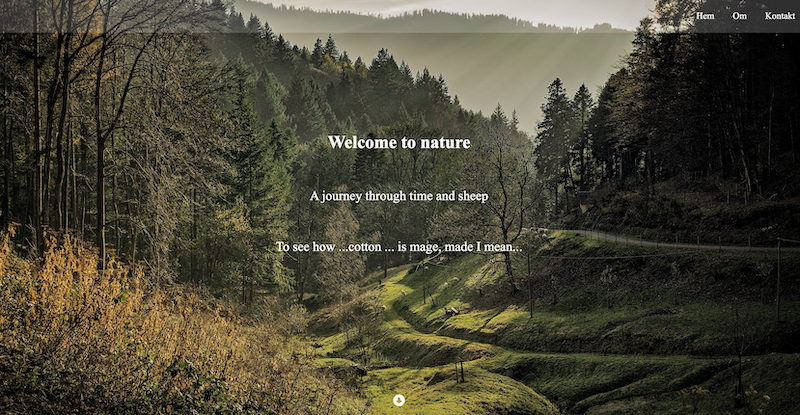 Hem Om Kontakt
Welcome to nature
A journey through time and sheep
To see how ...cotton ... is mage, made I mean...